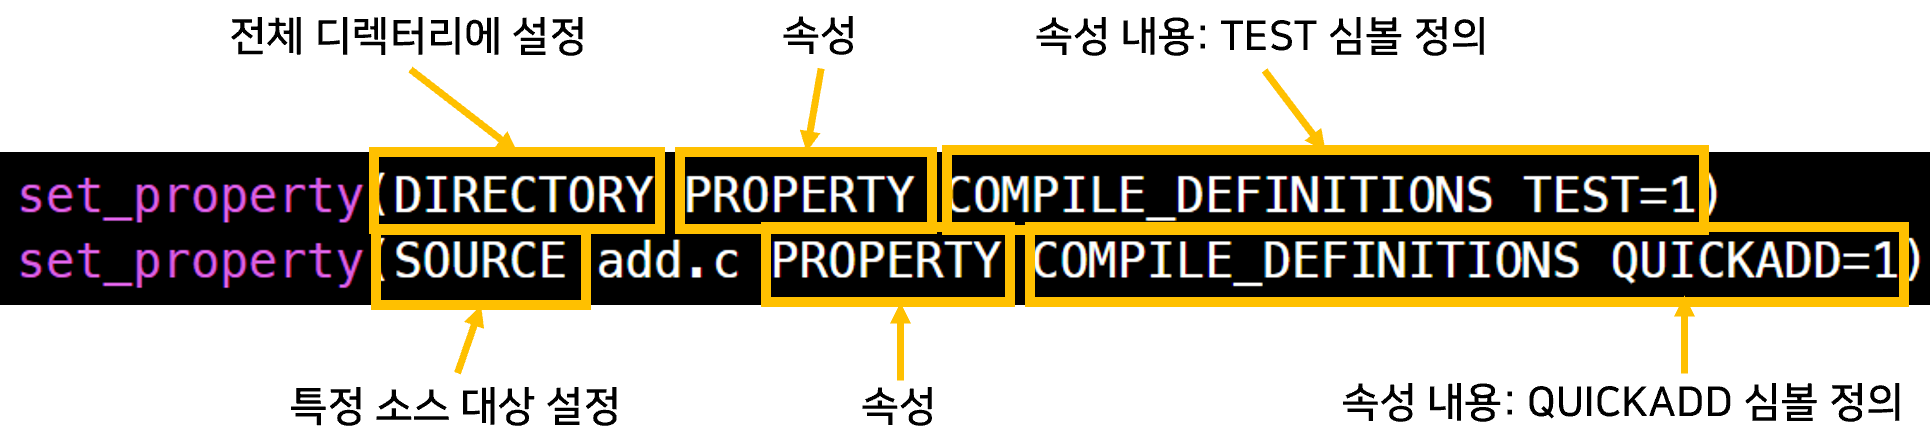 전체 디렉터리에 설정 속성 속성 내용: TEST 심볼 정의
set_property(DIRECTORY PROPERTY COMPILE_DEFINITIONS TEST=1)
set_property(SOURCE add.c PROPERTY COMPILE_DEFINITIONS QUICKADD=1)
특정 소스 대상 설정 속성 속성 내용: QUICKADD 심볼 정의